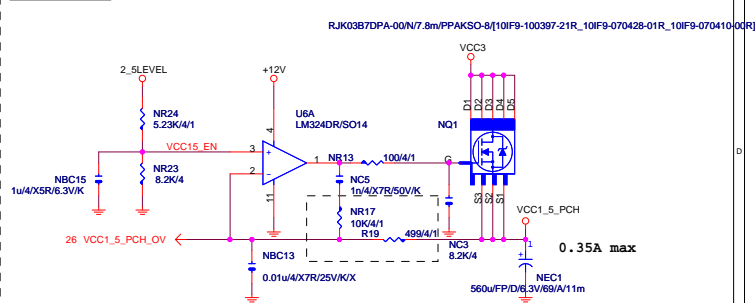 RJK03B7DPA-00/N/7.8m/PPAKSO-8/[10IF9-100397-21R_10IF9-070428-01R_10IF9-070410-00R]
VCC3
2_5LEVEL
+12V
D1
D2
D3
D4
D5
NR24
5.23K/4/1
U6A
LM324DR/SO14
NQ1
VCC15_EN
4
3
+
1
NR13
100/4/1
G
D
2
-
NBC15
1u/4/X5R/6.3V/K
NR23
8.2K/4
11
NC5
1n/4/X7R/50V/K
S3
S2
S1
NR17
10K/4/1
VCC1_5_PCH
26 VCC1_5_PCH_OV
R19
499/4/1
NC3
8.2K/4
1
+
0.35A max
NBC13
0.01u/4/X7R/25V/K/X
NEC1
560u/FP/D/6.3V/69/A/11m